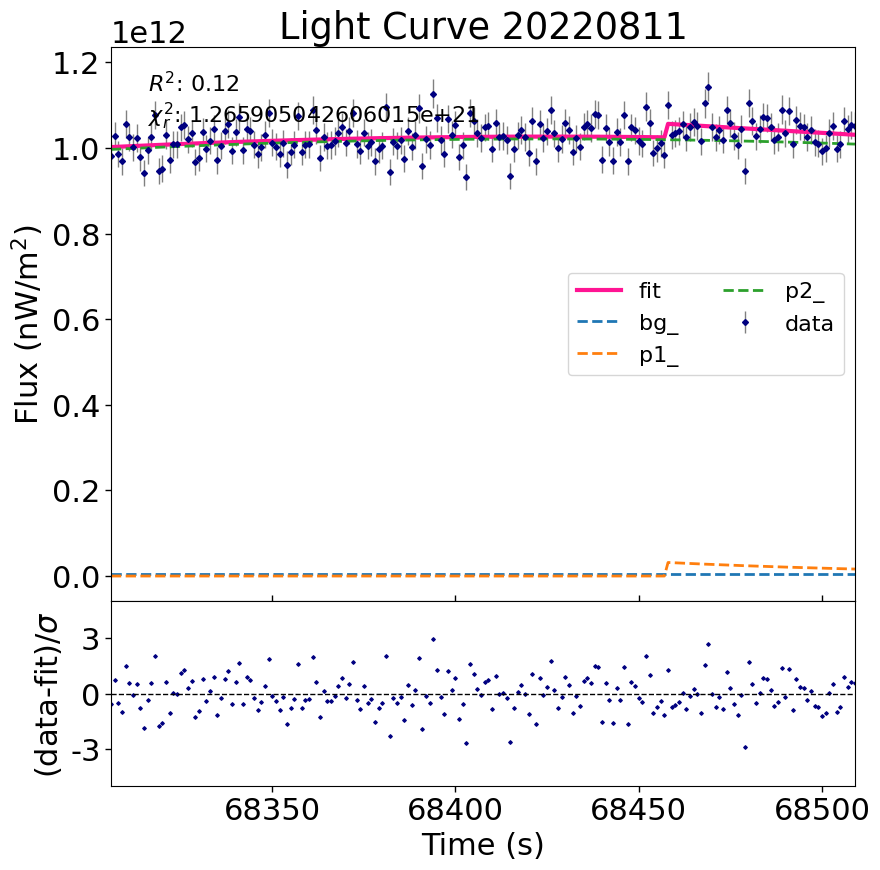 Light Curve 20220811
1e12
R²: 0.12
χ²ᵣ: 1.265905042606015e+21
1.2
1.0
0.8
0.6
0.4
0.2
0.0
Flux (nW/m²)
fit
bg_
p1_
p2_
data
3
0
-3
(data-fit)/σ
68350
68400
68450
68500
Time (s)